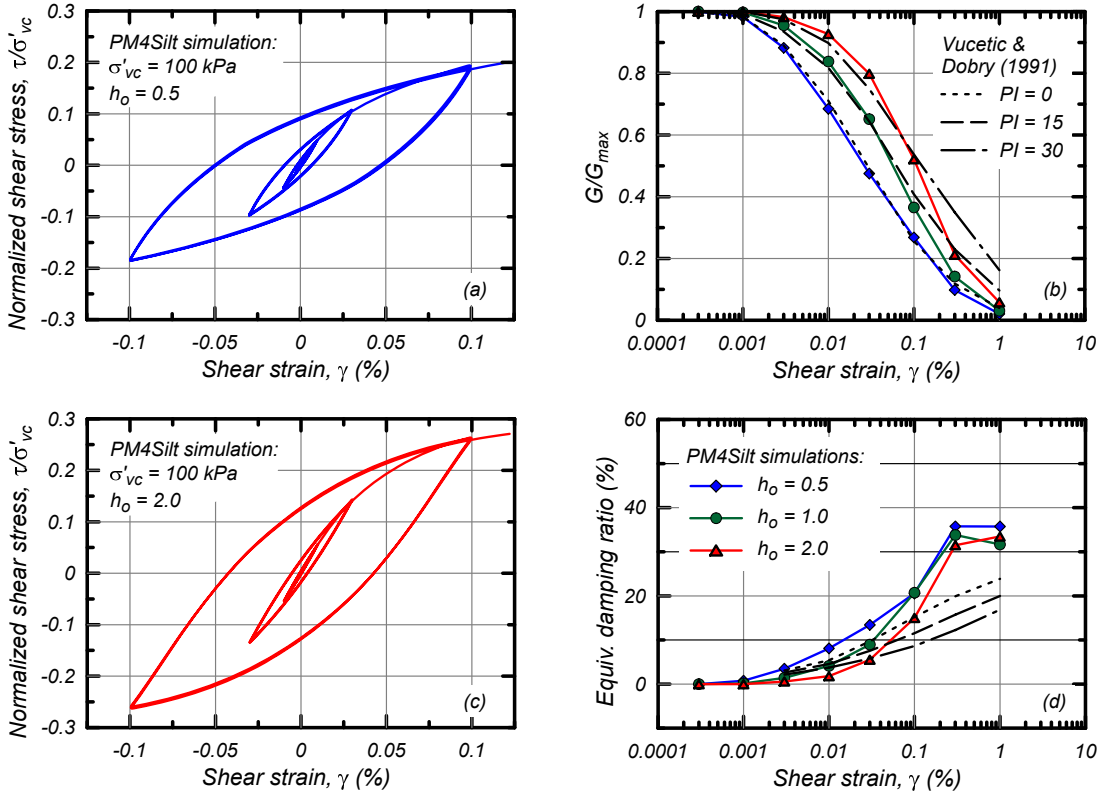 PM4Silt simulation:
σ'vc = 100 kPa
ho = 0.5
(a)
0.3
0.2
0.1
0
-0.1
-0.2
-0.3
-0.1
-0.05
0
0.05
0.1
Normalized shear stress, τ/σ'vc
Shear strain, γ (%)
Vucetic &
Dobry (1991)
PI = 0
PI = 15
PI = 30
(b)
1
0.8
0.6
0.4
0.2
0
0.0001
0.001
0.01
0.1
1
10
G/Gmax
Shear strain, γ (%)
PM4Silt simulation:
σ'vc = 100 kPa
ho = 2.0
(c)
0.3
0.2
0.1
0
-0.1
-0.2
-0.3
-0.1
-0.05
0
0.05
0.1
Normalized shear stress, τ/σ'vc
Shear strain, γ (%)
PM4Silt simulations:
ho = 0.5
ho = 1.0
ho = 2.0
(d)
60
40
20
0
0.0001
0.001
0.01
0.1
1
10
Equiv. damping ratio (%)
Shear strain, γ (%)